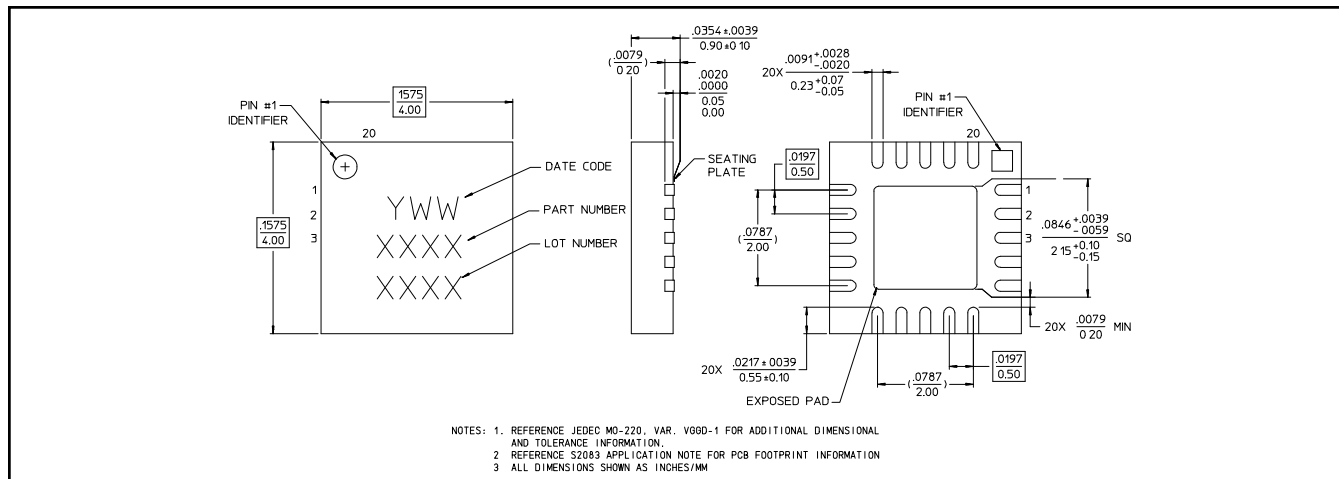 PIN #1
IDENTIFIER
.1575
4.00
20
.1575
4.00
1
2
3
YWW
XXXX
XXXX
DATE CODE
PART NUMBER
LOT NUMBER
.0354±.0039
0.90±0.10
(.0079
0.20)
.0020
.0000
0.05
0.00
SEATING
PLATE
20X .0091+.0028
-.0020
0.23+0.07
-0.05
PIN #1
IDENTIFIER
20
.0197
0.50
(.0787
2.00)
1
2
3
.0846+.0039
-.0059
2.15+0.10
-0.15
SQ
20X .0079
0.20 MIN
20X .0217±.0039
0.55±0.10
(.0787
2.00)
.0197
0.50
EXPOSED PAD
NOTES: 1. REFERENCE JEDEC MO-220, VAR. VGGD-1 FOR ADDITIONAL DIMENSIONAL
AND TOLERANCE INFORMATION.
2 REFERENCE S2083 APPLICATION NOTE FOR PCB FOOTPRINT INFORMATION
3 ALL DIMENSIONS SHOWN AS INCHES/MM